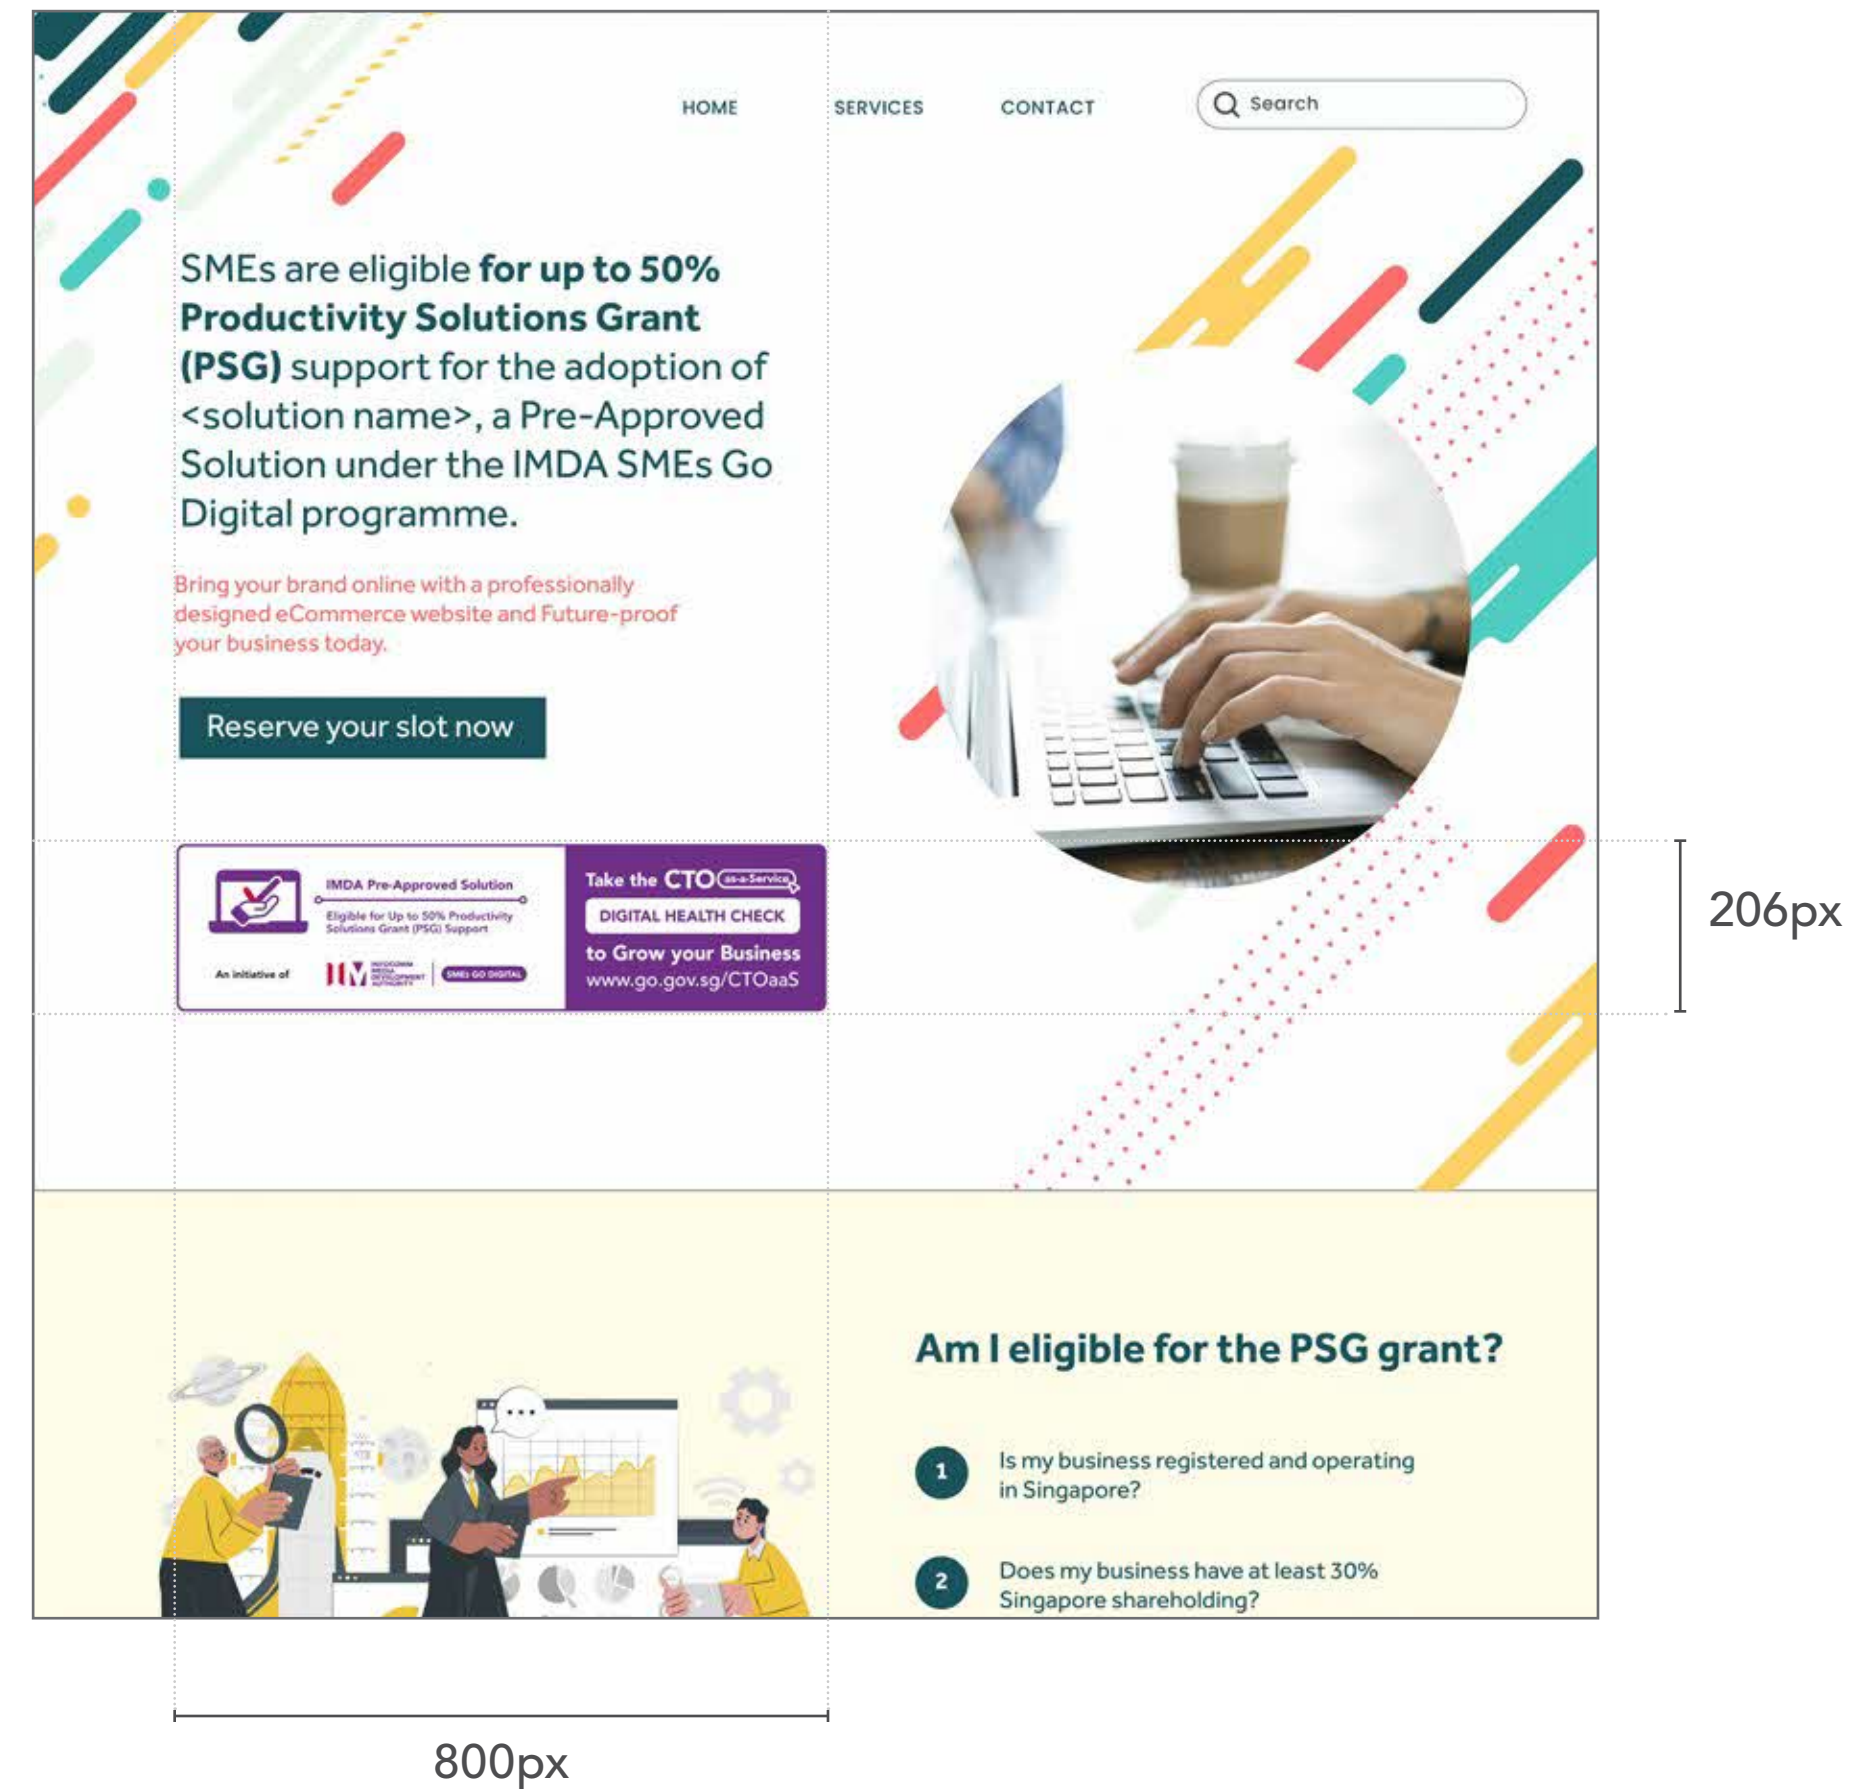 HOME
SERVICES
CONTACT
Search
SMEs are eligible for up to 50%
Productivity Solutions Grant
(PSG) support for the adoption of
<solution name>, a Pre-Approved
Solution under the IMDA SMEs Go
Digital programme.
Bring your brand online with a professionally
designed eCommerce website and Future-proof
your business today.
Reserve your slot now
IMDA Pre-Approved Solution
Eligible for Up to 50% Productivity
Solutions Grant (PSG) Support
An initiative of
INFOCOMM
MEDIA
DEVELOPMENT
AUTHORITY
SMEs GO DIGITAL
Take the CTO as-a-Service
DIGITAL HEALTH CHECK
to Grow your Business
www.go.gov.sg/CTOaaS
206px
Am I eligible for the PSG grant?
1
Is my business registered and operating
in Singapore?
2
Does my business have at least 30%
Singapore shareholding?
800px